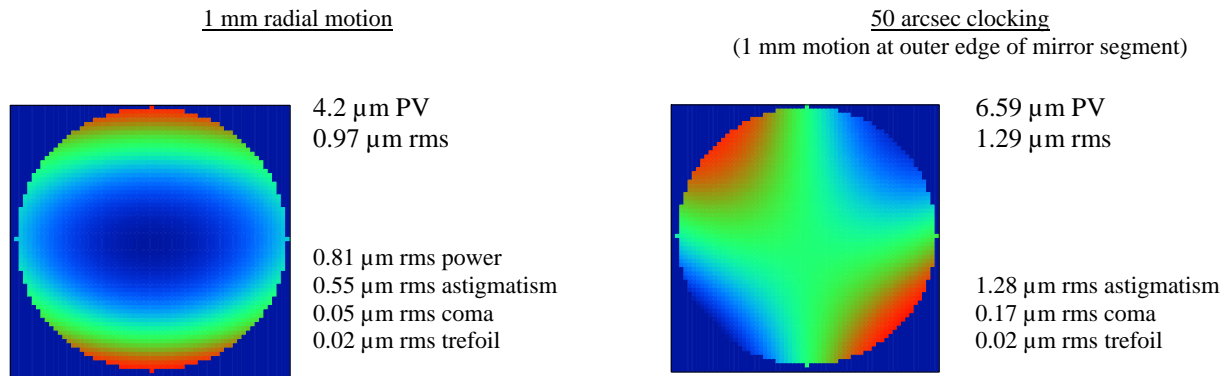 1 mm radial motion
4.2 µm PV
0.97 µm rms
0.81 µm rms power
0.55 µm rms astigmatism
0.05 µm rms coma
0.02 µm rms trefoil
50 arcsec clocking
(1 mm motion at outer edge of mirror segment)
6.59 µm PV
1.29 µm rms
1.28 µm rms astigmatism
0.17 µm rms coma
0.02 µm rms trefoil